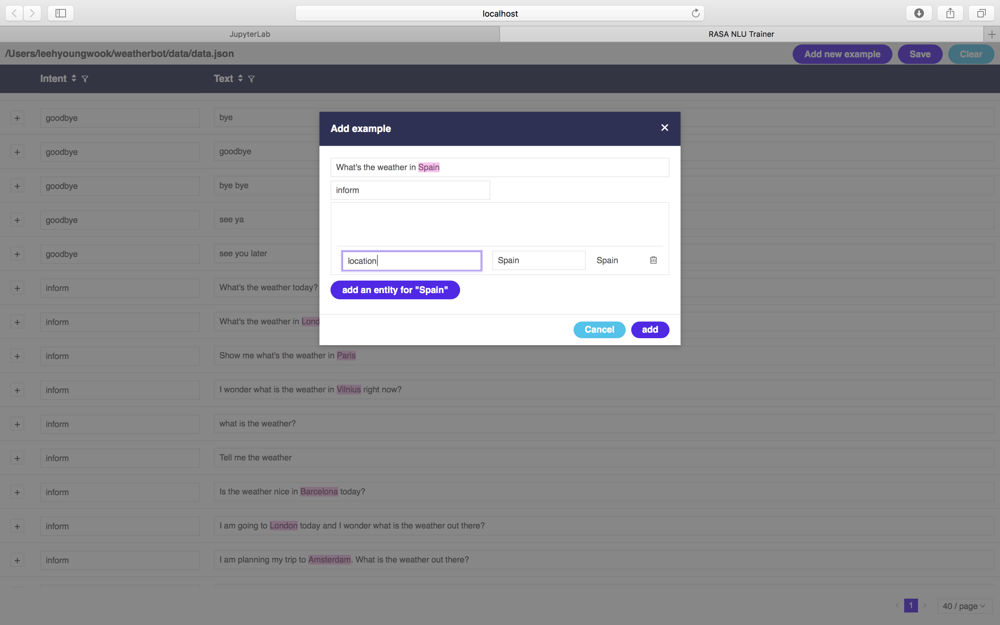 localhost
JupyterLab
RASA NLU Trainer
/Users/leehyoungwook/weatherbot/data/data.json
Add new example
Save
Clear
Intent
Text
goodbye
bye
goodbye
goodbye
goodbye
bye bye
goodbye
see ya
goodbye
see you later
inform
What's the weather today?
inform
What's the weather in Lond
inform
Show me what's the weather in Paris
inform
I wonder what is the weather in Vilnius right now?
inform
what is the weather?
inform
Tell me the weather
inform
Is the weather nice in Barcelona today?
inform
I am going to London today and I wonder what is the weather out there?
inform
I am planning my trip to Amsterdam. What is the weather out there?
Add example
What's the weather in Spain
inform
location
Spain
Spain
add an entity for "Spain"
Cancel
add
1
40 / page